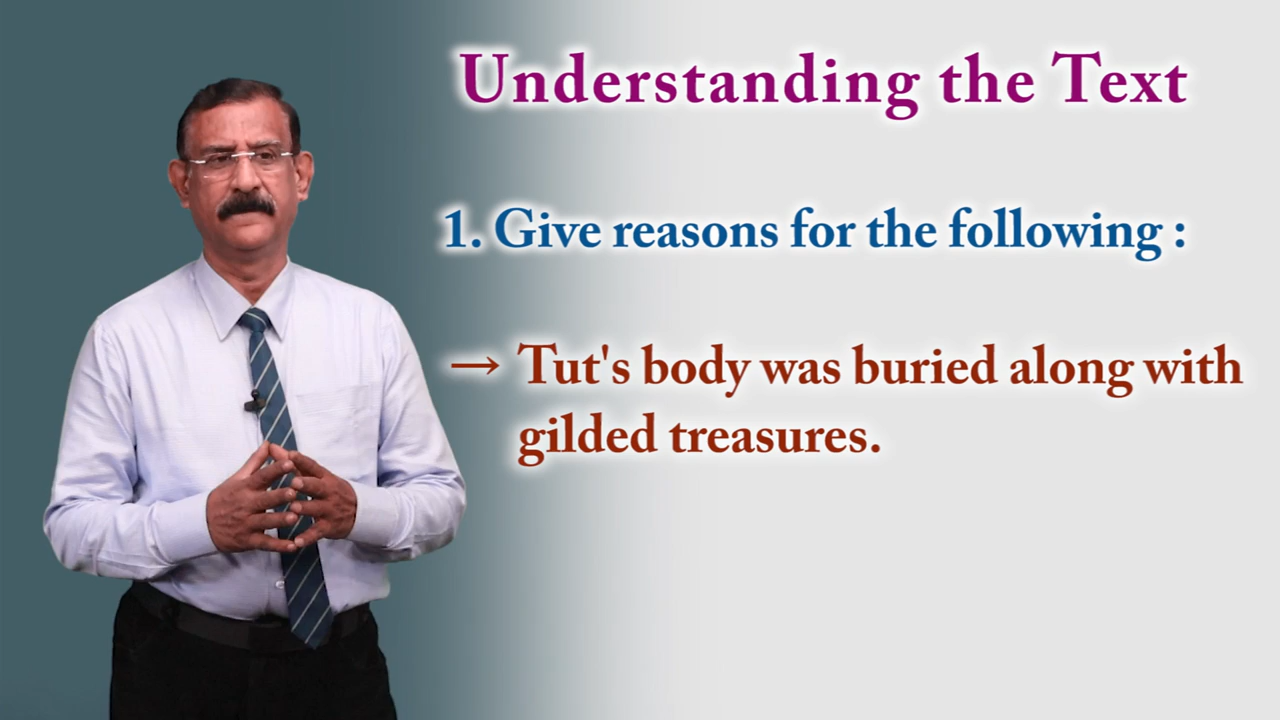 Understanding the Text
1. Give reasons for the following :
→ Tut's body was buried along with
gilded treasures.